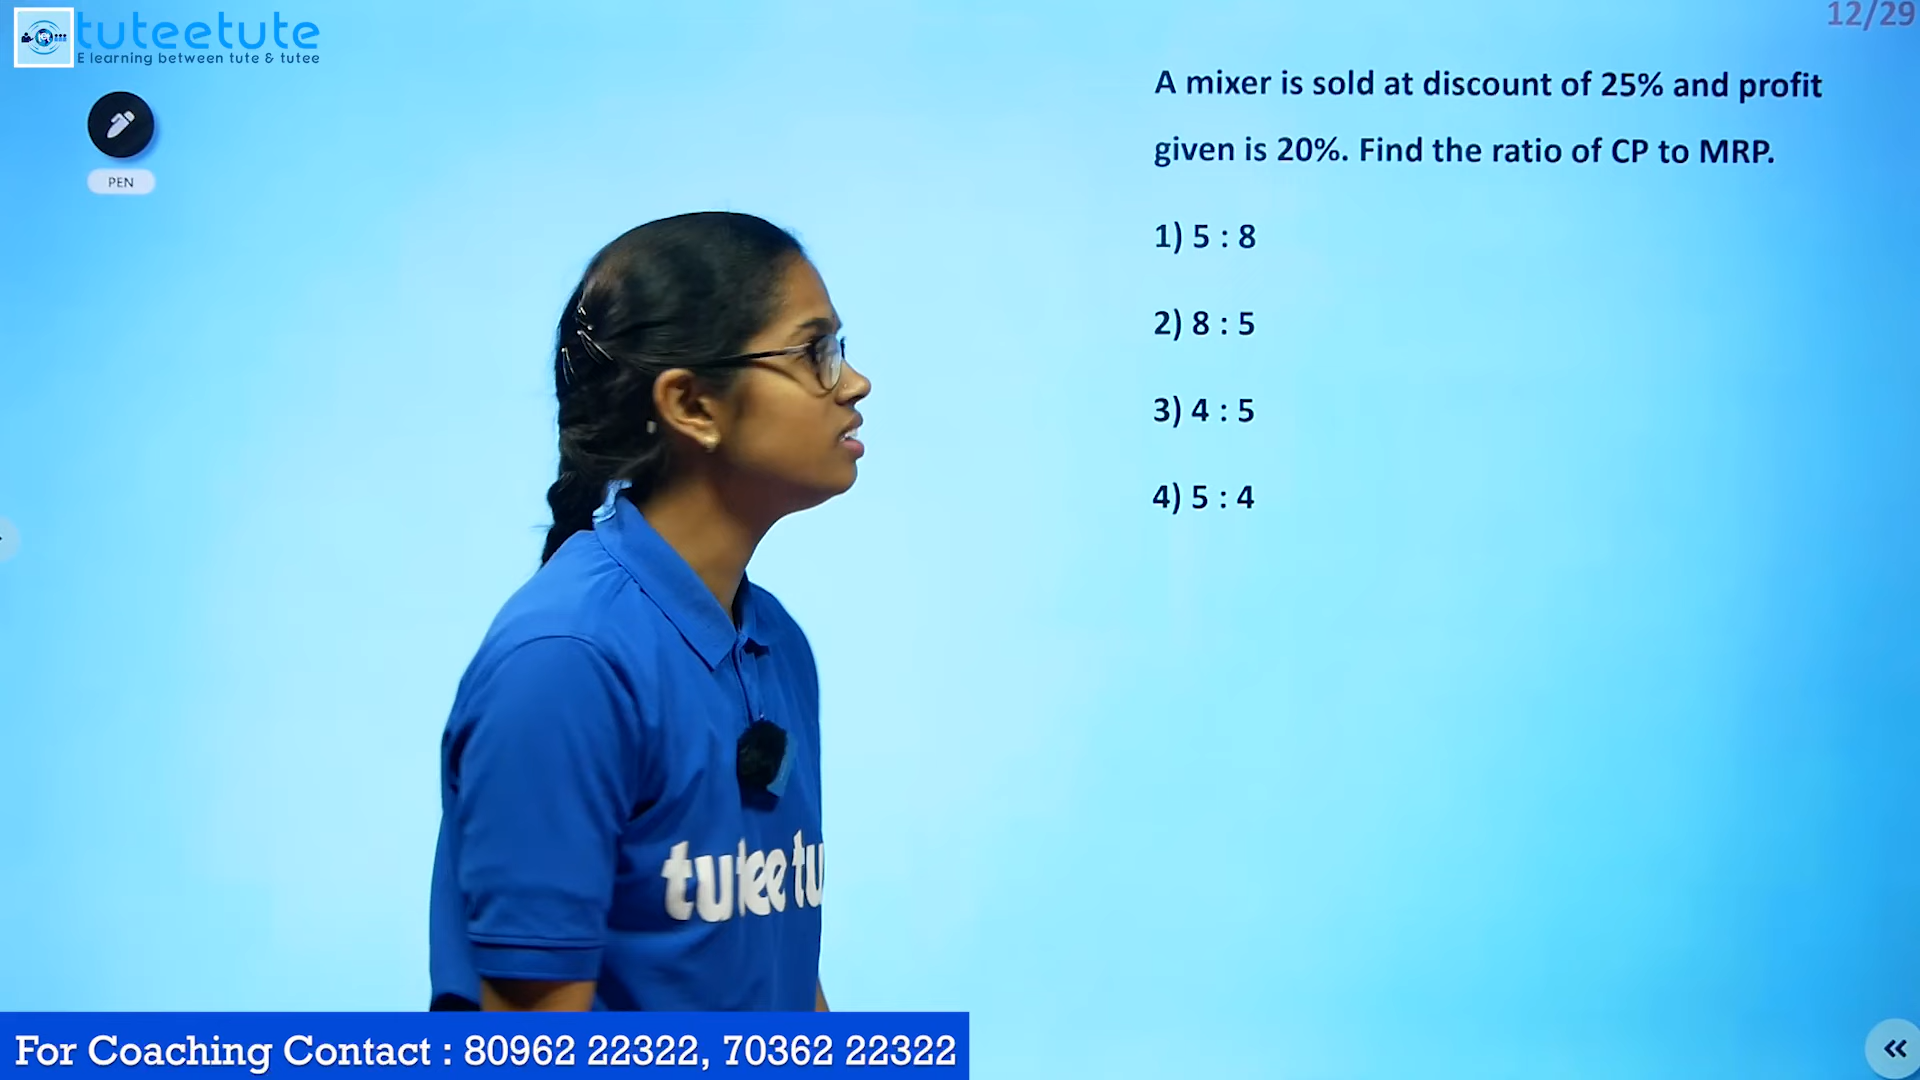 tuteetute
E learning between tute & tutee
12/29
PEN
A mixer is sold at discount of 25% and profit
given is 20%. Find the ratio of CP to MRP.
1) 5 : 8
2) 8 : 5
3) 4 : 5
4) 5 : 4
tutee tu
For Coaching Contact : 80962 22322, 70362 22322